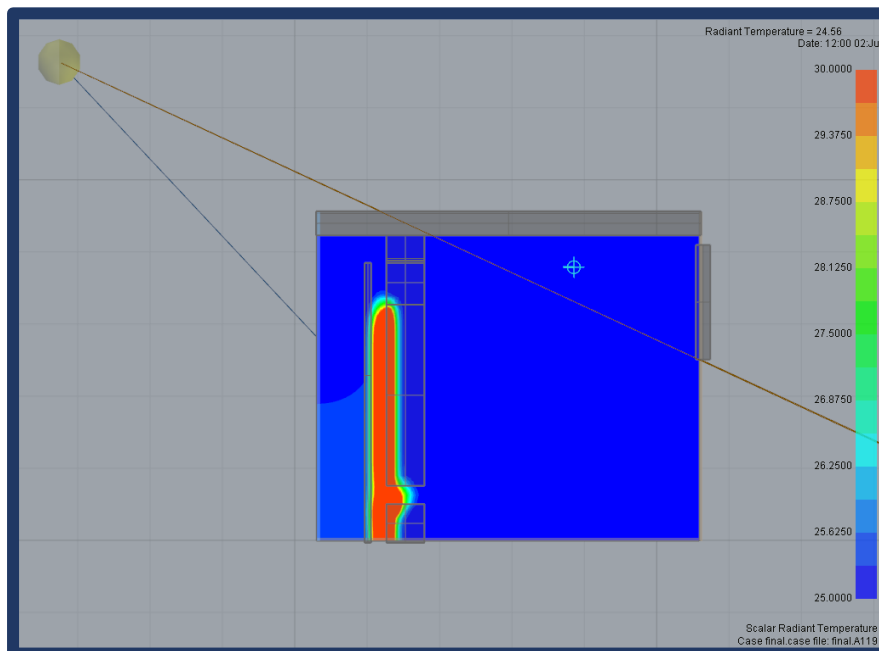 Radiant Temperature = 24.56
Date: 12:00 02:Ju
30.0000
29.3750
28.7500
28.1250
27.5000
26.8750
26.2500
25.6250
25.0000
Scalar Radiant Temperature
Case final.case file: final.A119